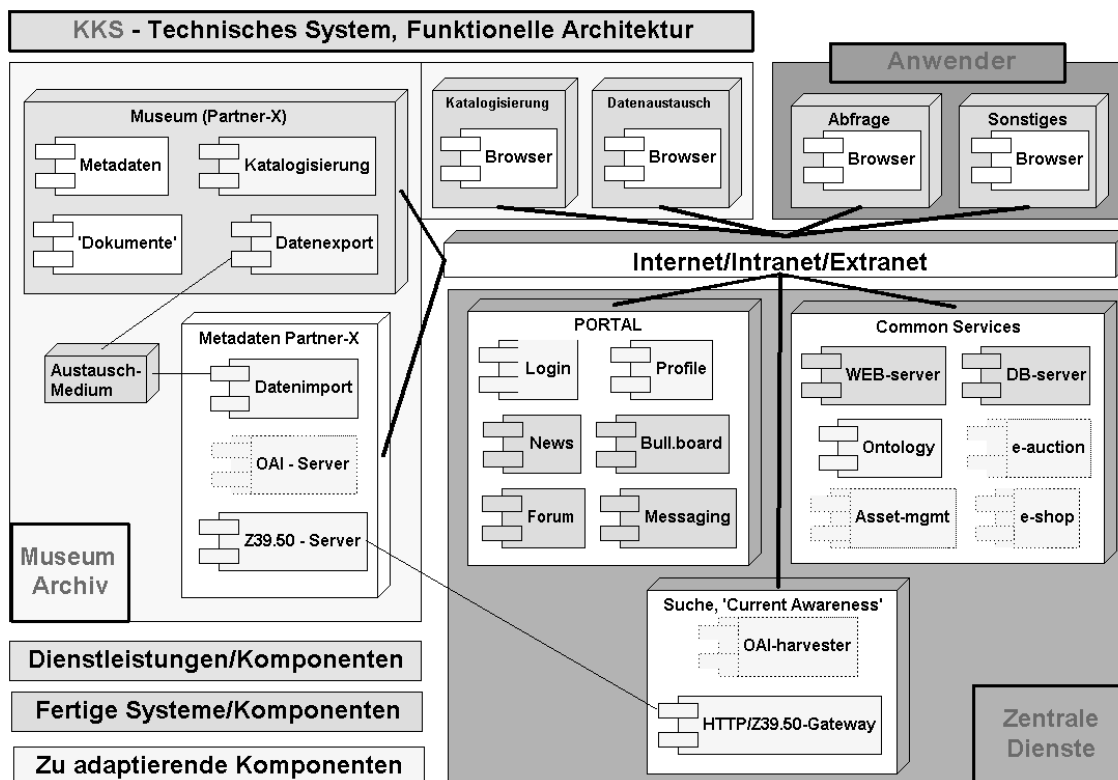 KKS - Technisches System, Funktionelle Architektur
Museum (Partner-X)
Metadaten
Katalogisierung
'Dokumente'
Datenexport
Katalogisierung
Browser
Datenaustausch
Browser
Anwender
Abfrage
Browser
Sonstiges
Browser
Internet/Intranet/Extranet
Austausch-
Medium
Metadaten Partner-X
Datenimport
OAI - Server
Z39.50 - Server
Museum
Archiv
PORTAL
Login
Profile
News
Bull.board
Forum
Messaging
Common Services
WEB-server
DB-server
Ontology
e-auction
Asset-mgmt
e-shop
Suche, 'Current Awareness'
OAI-harvester
HTTP/Z39.50-Gateway
Zentrale
Dienste
Dienstleistungen/Komponenten
Fertige Systeme/Komponenten
Zu adaptierende Komponenten